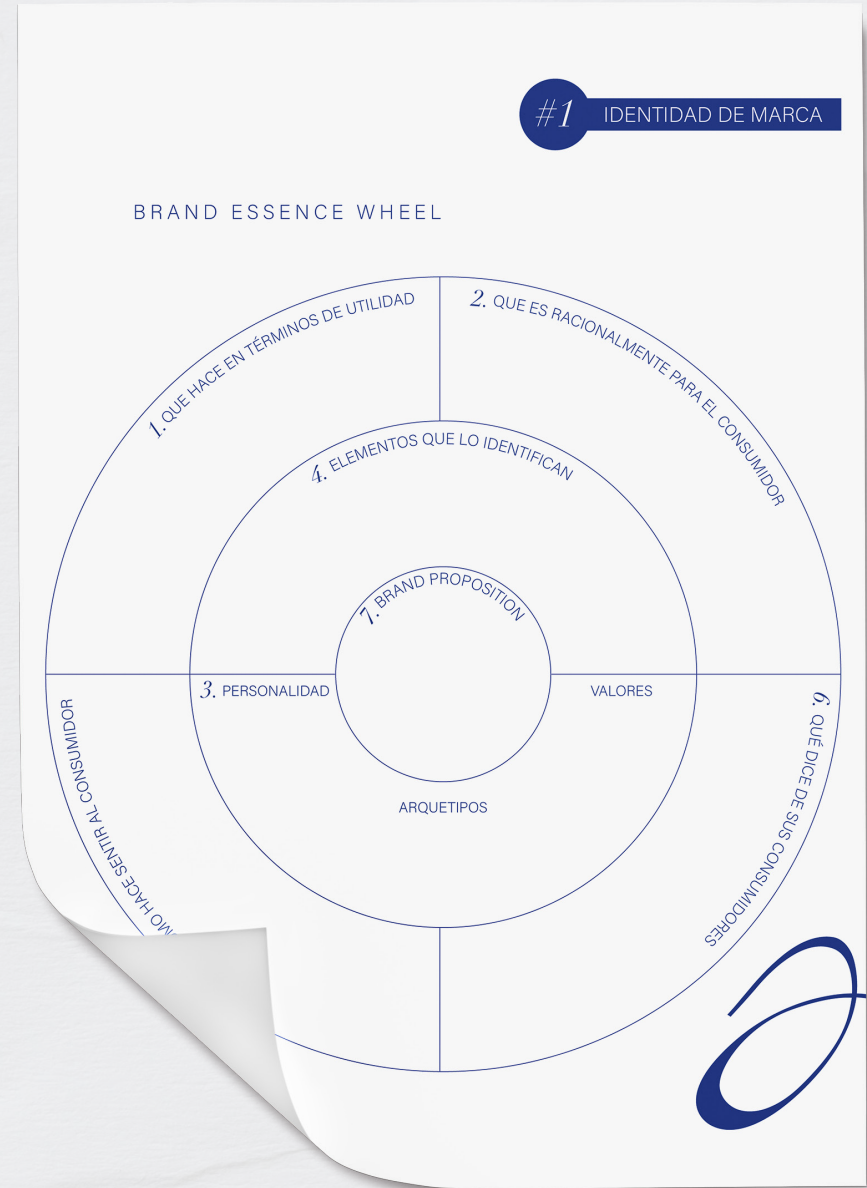 #1 IDENTIDAD DE MARCA
BRAND ESSENCE WHEEL
1. QUE HACE EN TÉRMINOS DE UTILIDAD
2. QUE ES RACIONALMENTE PARA EL CONSUMIDOR
4. ELEMENTOS QUE LO IDENTIFICAN
7. BRAND PROPOSITION
3. PERSONALIDAD
VALORES
ARQUETIPOS
MO HACE SENTIR AL CONSUMIDOR
6. QUÉ DICE DE SUS CONSUMIDORES